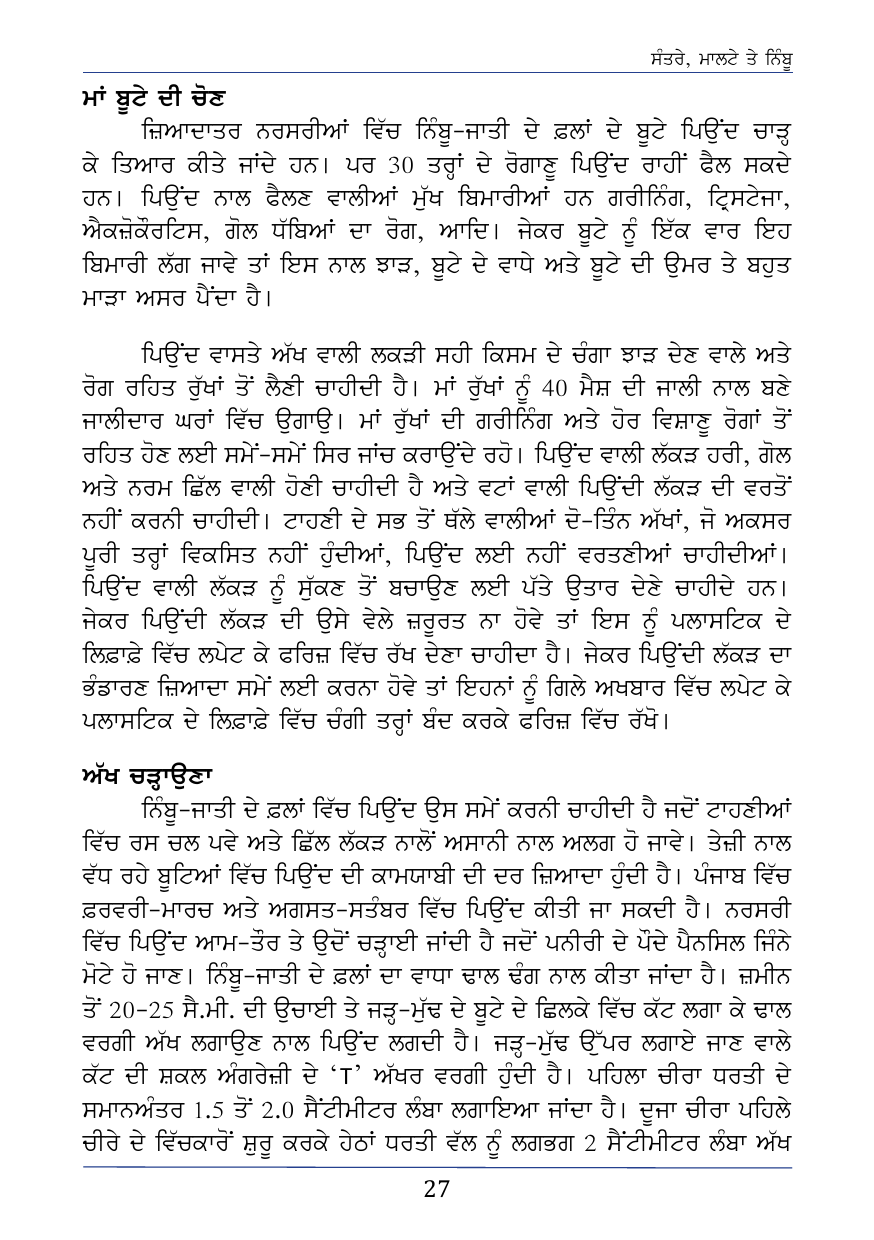 ਸੰਤਰੇ, ਮਾਲਟੇ ਤੇ ਨਿੰਬੂ
ਮਾਂ ਬੂਟੇ ਦੀ ਚੋਣ
ਜ਼ਿਆਦਾਤਰ ਨਰਸਰੀਆਂ ਵਿੱਚ ਨਿੰਬੂ-ਜਾਤੀ ਦੇ ਫ਼ਲਾਂ ਦੇ ਬੂਟੇ ਪਿਉਂਦ ਚਾੜ੍ਹ
ਕੇ ਤਿਆਰ ਕੀਤੇ ਜਾਂਦੇ ਹਨ। ਪਰ 30 ਤਰ੍ਹਾਂ ਦੇ ਰੋਗਾਣੂ ਪਿਉਂਦ ਰਾਹੀਂ ਫੈਲ ਸਕਦੇ
ਹਨ। ਪਿਉਂਦ ਨਾਲ ਫੈਲਣ ਵਾਲੀਆਂ ਮੁੱਖ ਬਿਮਾਰੀਆਂ ਹਨ ਗਰੀਨਿੰਗ, ਟ੍ਰਿਸਟੇਜਾ,
ਐਕਜ਼ੋਕੌਰਟਿਸ, ਗੋਲ ਧੱਬਿਆਂ ਦਾ ਰੋਗ, ਆਦਿ। ਜੇਕਰ ਬੂਟੇ ਨੂੰ ਇੱਕ ਵਾਰ ਇਹ
ਬਿਮਾਰੀ ਲੱਗ ਜਾਵੇ ਤਾਂ ਇਸ ਨਾਲ ਝਾੜ, ਬੂਟੇ ਦੇ ਵਾਧੇ ਅਤੇ ਬੂਟੇ ਦੀ ਉਮਰ ਤੇ ਬਹੁਤ
ਮਾੜਾ ਅਸਰ ਪੈਂਦਾ ਹੈ।
ਪਿਉਂਦ ਵਾਸਤੇ ਅੱਖ ਵਾਲੀ ਲਕੜੀ ਸਹੀ ਕਿਸਮ ਦੇ ਚੰਗਾ ਝਾੜ ਦੇਣ ਵਾਲੇ ਅਤੇ
ਰੋਗ ਰਹਿਤ ਰੁੱਖਾਂ ਤੋਂ ਲੈਣੀ ਚਾਹੀਦੀ ਹੈ। ਮਾਂ ਰੁੱਖਾਂ ਨੂੰ 40 ਮੈਸ਼ ਦੀ ਜਾਲੀ ਨਾਲ ਬਣੇ
ਜਾਲੀਦਾਰ ਘਰਾਂ ਵਿੱਚ ਉਗਾਉ। ਮਾਂ ਰੁੱਖਾਂ ਦੀ ਗਰੀਨਿੰਗ ਅਤੇ ਹੋਰ ਵਿਸ਼ਾਣੂ ਰੋਗਾਂ ਤੋਂ
ਰਹਿਤ ਹੋਣ ਲਈ ਸਮੇਂ-ਸਮੇਂ ਸਿਰ ਜਾਂਚ ਕਰਾਉਂਦੇ ਰਹੋ। ਪਿਉਂਦ ਵਾਲੀ ਲੱਕੜ ਹਰੀ, ਗੋਲ
ਅਤੇ ਨਰਮ ਛਿੱਲ ਵਾਲੀ ਹੋਣੀ ਚਾਹੀਦੀ ਹੈ ਅਤੇ ਵਟਾਂ ਵਾਲੀ ਪਿਉਂਦੀ ਲੱਕੜ ਦੀ ਵਰਤੋਂ
ਨਹੀਂ ਕਰਨੀ ਚਾਹੀਦੀ। ਟਾਹਣੀ ਦੇ ਸਭ ਤੋਂ ਥੱਲੇ ਵਾਲੀਆਂ ਦੋ-ਤਿੰਨ ਅੱਖਾਂ, ਜੋ ਅਕਸਰ
ਪੂਰੀ ਤਰ੍ਹਾਂ ਵਿਕਸਿਤ ਨਹੀਂ ਹੁੰਦੀਆਂ, ਪਿਉਂਦ ਲਈ ਨਹੀਂ ਵਰਤਣੀਆਂ ਚਾਹੀਦੀਆਂ।
ਪਿਉਂਦ ਵਾਲੀ ਲੱਕੜ ਨੂੰ ਸੁੱਕਣ ਤੋਂ ਬਚਾਉਣ ਲਈ ਪੱਤੇ ਉਤਾਰ ਦੇਣੇ ਚਾਹੀਦੇ ਹਨ।
ਜੇਕਰ ਪਿਉਂਦੀ ਲੱਕੜ ਦੀ ਉਸੇ ਵੇਲੇ ਜ਼ਰੂਰਤ ਨਾ ਹੋਵੇ ਤਾਂ ਇਸ ਨੂੰ ਪਲਾਸਟਿਕ ਦੇ
ਲਿਫ਼ਾਫ਼ੇ ਵਿੱਚ ਲਪੇਟ ਕੇ ਫਰਿਜ਼ ਵਿੱਚ ਰੱਖ ਦੇਣਾ ਚਾਹੀਦਾ ਹੈ। ਜੇਕਰ ਪਿਉਂਦੀ ਲੱਕੜ ਦਾ
ਭੰਡਾਰਣ ਜ਼ਿਆਦਾ ਸਮੇਂ ਲਈ ਕਰਨਾ ਹੋਵੇ ਤਾਂ ਇਹਨਾਂ ਨੂੰ ਗਿਲੇ ਅਖਬਾਰ ਵਿੱਚ ਲਪੇਟ ਕੇ
ਪਲਾਸਟਿਕ ਦੇ ਲਿਫ਼ਾਫ਼ੇ ਵਿੱਚ ਚੰਗੀ ਤਰ੍ਹਾਂ ਬੰਦ ਕਰਕੇ ਫਰਿਜ਼ ਵਿੱਚ ਰੱਖੋ।
ਅੱਖ ਚੜ੍ਹਾਉਣਾ
ਨਿੰਬੂ-ਜਾਤੀ ਦੇ ਫ਼ਲਾਂ ਵਿੱਚ ਪਿਉਂਦ ਉਸ ਸਮੇਂ ਕਰਨੀ ਚਾਹੀਦੀ ਹੈ ਜਦੋਂ ਟਾਹਣੀਆਂ
ਵਿੱਚ ਰਸ ਚਲ ਪਵੇ ਅਤੇ ਛਿੱਲ ਲੱਕੜ ਨਾਲੋਂ ਅਸਾਨੀ ਨਾਲ ਅਲਗ ਹੋ ਜਾਵੇ। ਤੇਜ਼ੀ ਨਾਲ
ਵੱਧ ਰਹੇ ਬੂਟਿਆਂ ਵਿੱਚ ਪਿਉਂਦ ਦੀ ਕਾਮਯਾਬੀ ਦੀ ਦਰ ਜ਼ਿਆਦਾ ਹੁੰਦੀ ਹੈ। ਪੰਜਾਬ ਵਿੱਚ
ਫ਼ਰਵਰੀ-ਮਾਰਚ ਅਤੇ ਅਗਸਤ-ਸਤੰਬਰ ਵਿੱਚ ਪਿਉਂਦ ਕੀਤੀ ਜਾ ਸਕਦੀ ਹੈ। ਨਰਸਰੀ
ਵਿੱਚ ਪਿਉਂਦ ਆਮ-ਤੌਰ ਤੇ ਉਦੋਂ ਚੜ੍ਹਾਈ ਜਾਂਦੀ ਹੈ ਜਦੋਂ ਪਨੀਰੀ ਦੇ ਪੌਦੇ ਪੈਨਸਿਲ ਜਿੰਨੇ
ਮੋਟੇ ਹੋ ਜਾਣ। ਨਿੰਬੂ-ਜਾਤੀ ਦੇ ਫ਼ਲਾਂ ਦਾ ਵਾਧਾ ਢਾਲ ਢੰਗ ਨਾਲ ਕੀਤਾ ਜਾਂਦਾ ਹੈ। ਜ਼ਮੀਨ
ਤੋਂ 20-25 ਸੈ.ਮੀ. ਦੀ ਉਚਾਈ ਤੇ ਜੜ੍ਹ-ਮੁੱਢ ਦੇ ਬੂਟੇ ਦੇ ਛਿਲਕੇ ਵਿੱਚ ਕੱਟ ਲਗਾ ਕੇ ਢਾਲ
ਵਰਗੀ ਅੱਖ ਲਗਾਉਣ ਨਾਲ ਪਿਉਂਦ ਲਗਦੀ ਹੈ। ਜੜ੍ਹ-ਮੁੱਢ ਉੱਪਰ ਲਗਾਏ ਜਾਣ ਵਾਲੇ
ਕੱਟ ਦੀ ਸ਼ਕਲ ਅੰਗਰੇਜ਼ੀ ਦੇ ‘T’ ਅੱਖਰ ਵਰਗੀ ਹੁੰਦੀ ਹੈ। ਪਹਿਲਾ ਚੀਰਾ ਧਰਤੀ ਦੇ
ਸਮਾਨਅੰਤਰ 1.5 ਤੋਂ 2.0 ਸੈਂਟੀਮੀਟਰ ਲੰਬਾ ਲਗਾਇਆ ਜਾਂਦਾ ਹੈ। ਦੂਜਾ ਚੀਰਾ ਪਹਿਲੇ
ਚੀਰੇ ਦੇ ਵਿੱਚਕਾਰੋਂ ਸ਼ੁਰੂ ਕਰਕੇ ਹੇਠਾਂ ਧਰਤੀ ਵੱਲ ਨੂੰ ਲਗਭਗ 2 ਸੈਂਟੀਮੀਟਰ ਲੰਬਾ ਅੱਖ
27